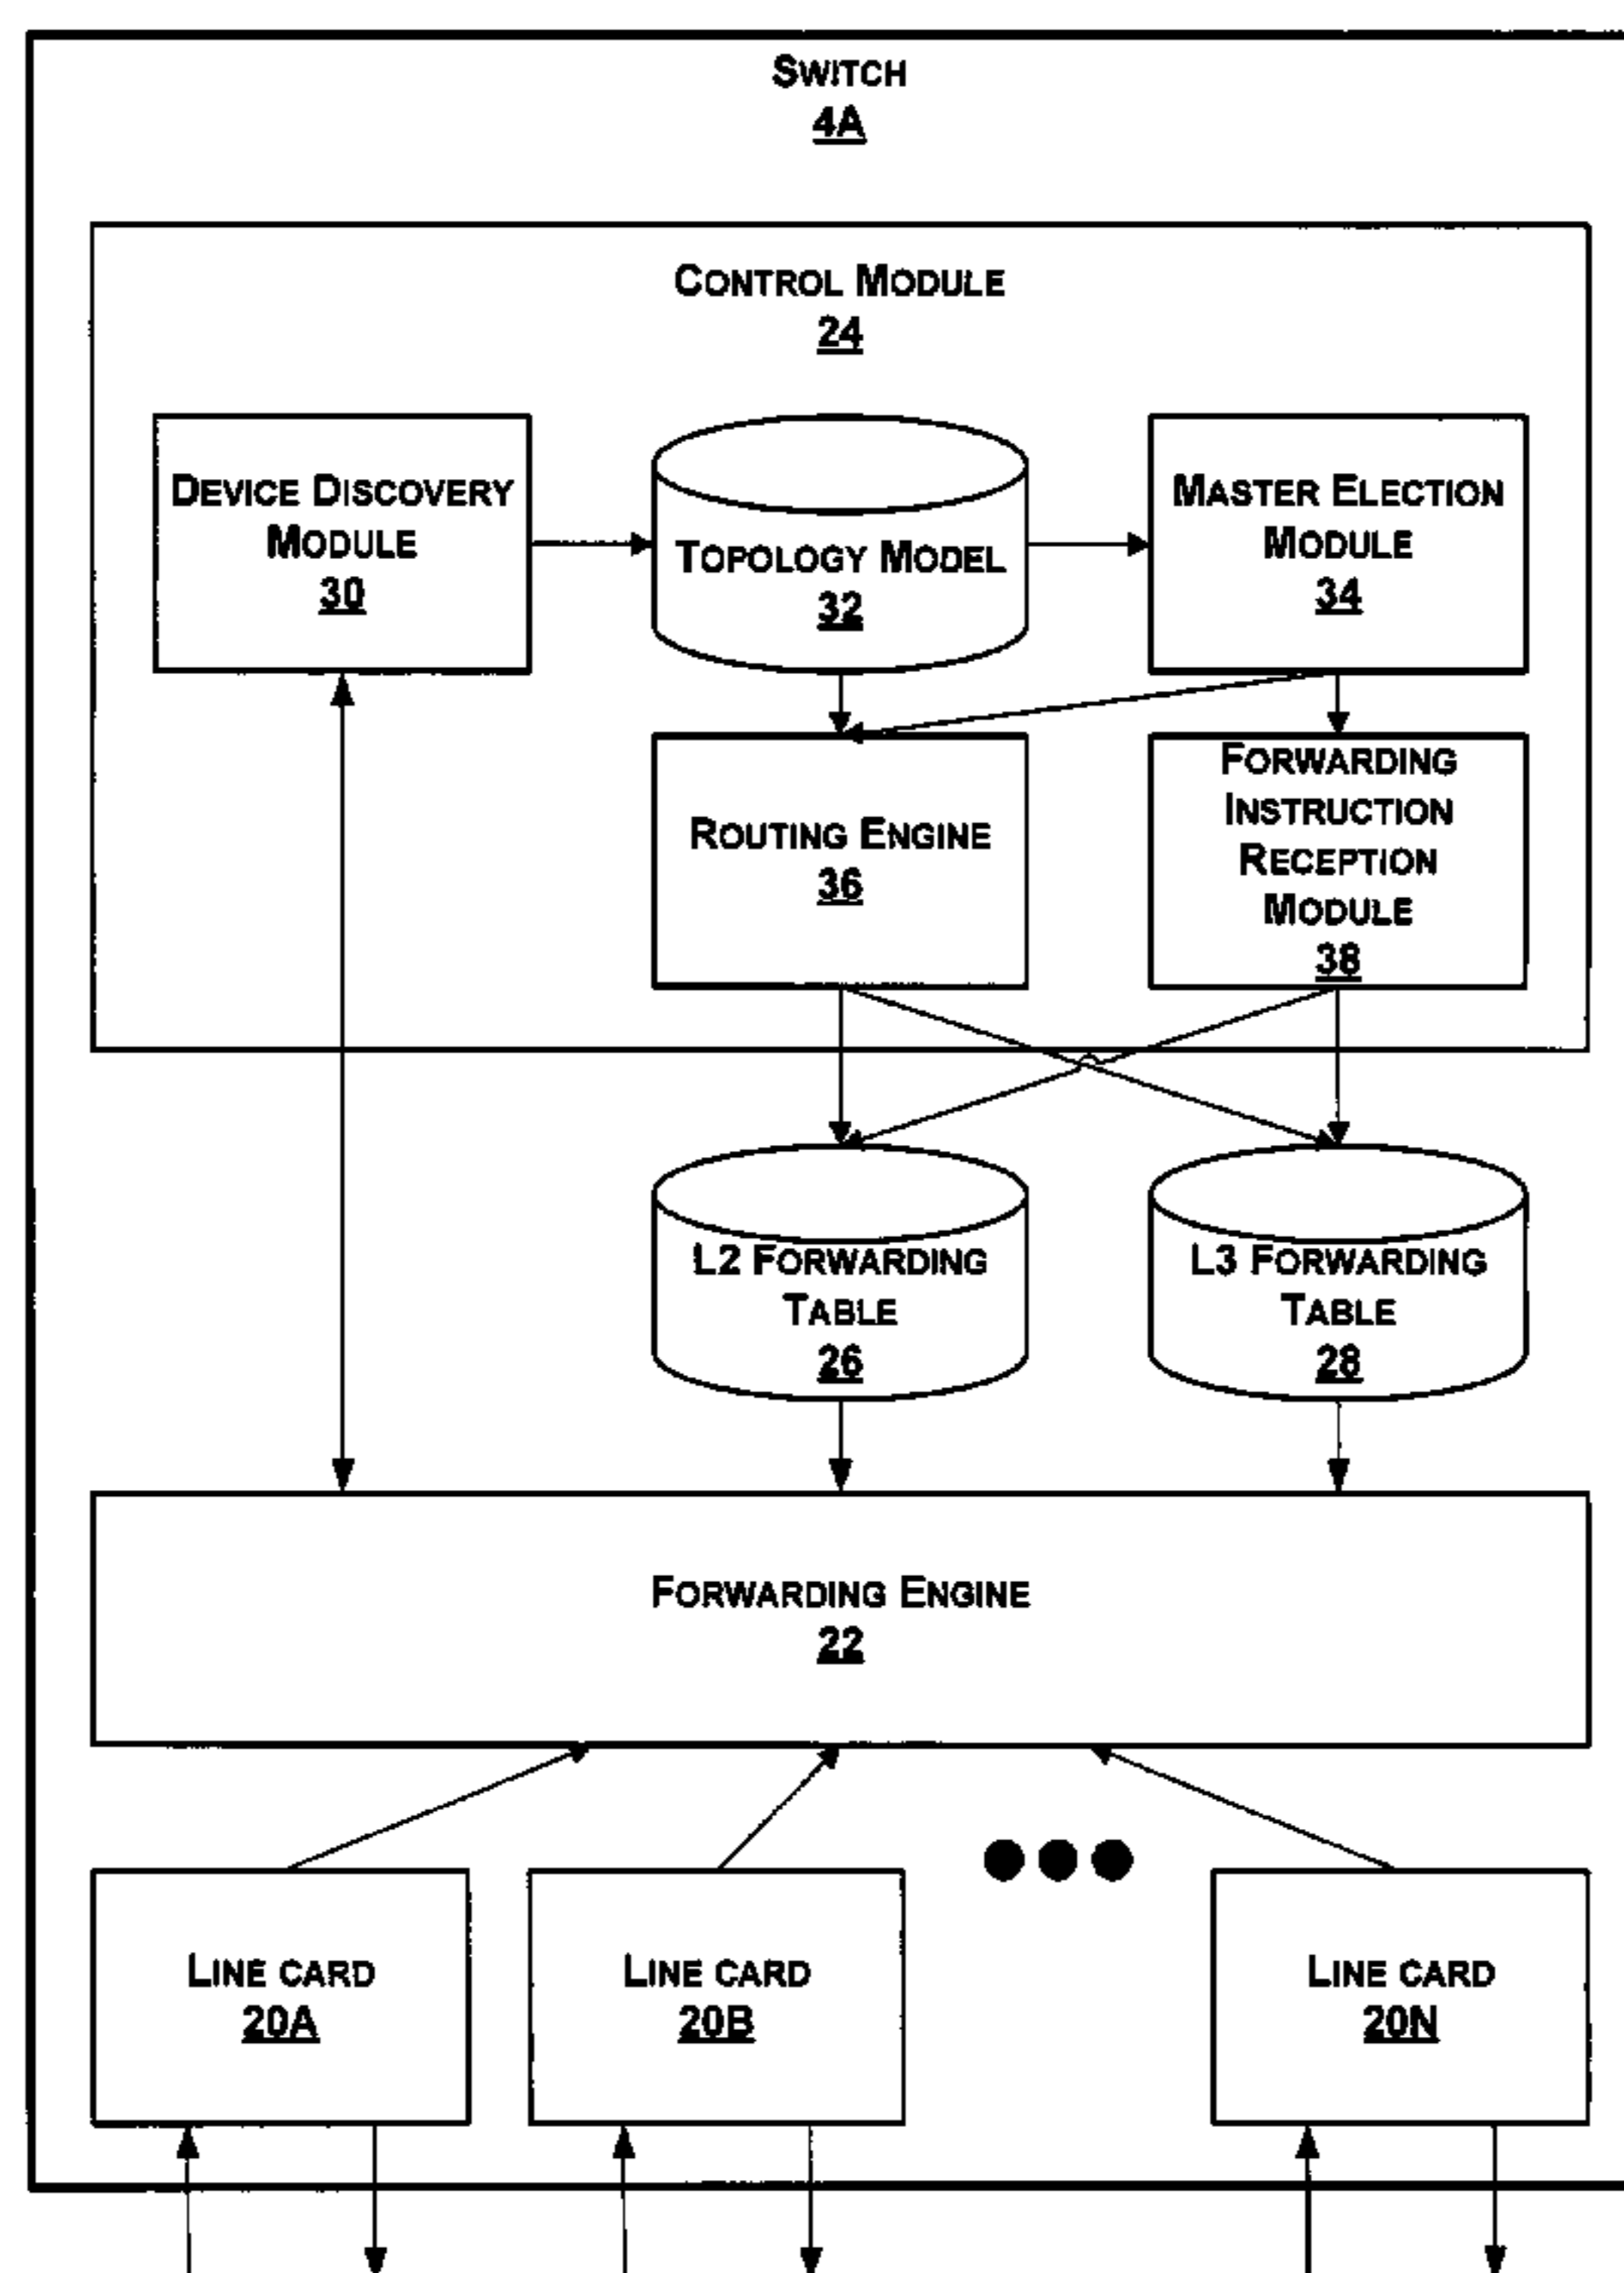 SWITCH
4A
CONTROL MODULE
24
DEVICE DISCOVERY
MODULE
30
TOPOLOGY MODEL
32
MASTER ELECTION
MODULE
34
ROUTING ENGINE
36
FORWARDING
INSTRUCTION
RECEPTION
MODULE
38
L2 FORWARDING
TABLE
26
L3 FORWARDING
TABLE
28
FORWARDING ENGINE
22
LINE CARD
20A
LINE CARD
20B
LINE CARD
20N